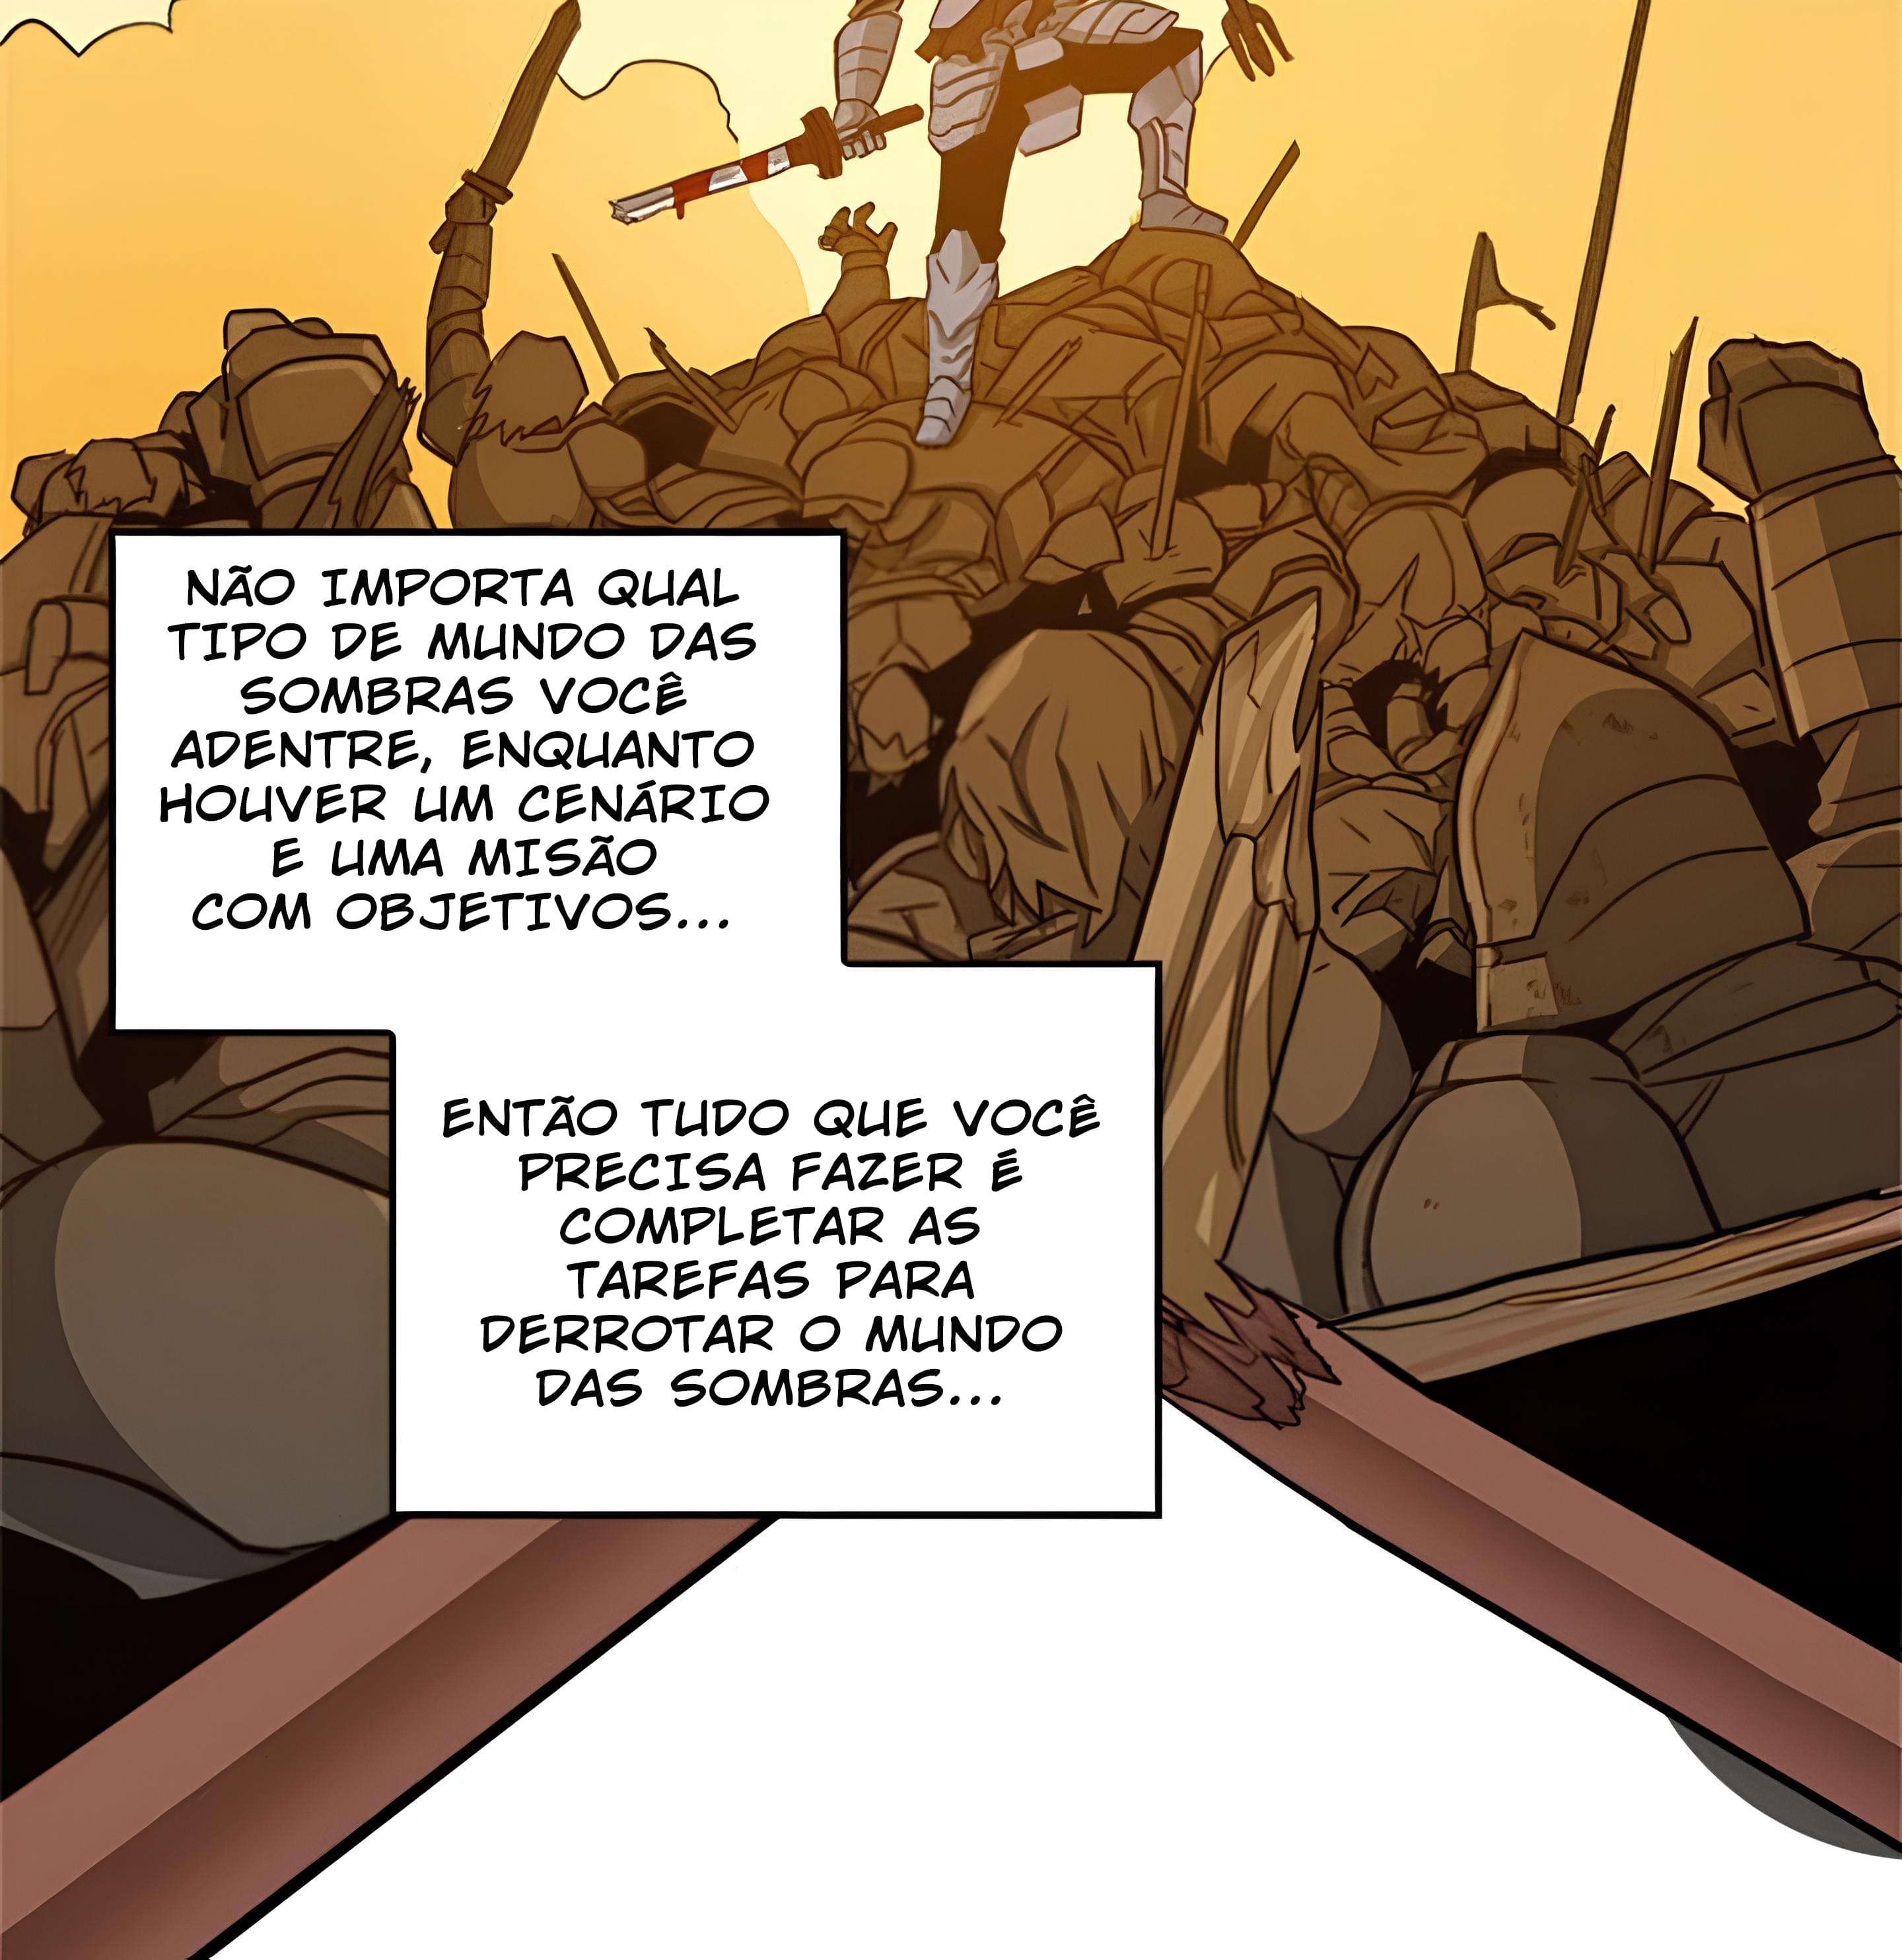 NÃO IMPORTA QUAL
TIPO DE MUNDO DAS
SOMBRAS VOCÊ
ADENTRE, ENQUANTO
HOUVER UM CENÁRIO
E UMA MISÃO
COM OBJETIVOS...
ENTÃO TUDO QUE VOCÊ
PRECISA FAZER É
COMPLETAR AS
TAREFAS PARA
DERROTAR O MUNDO
DAS SOMBRAS...